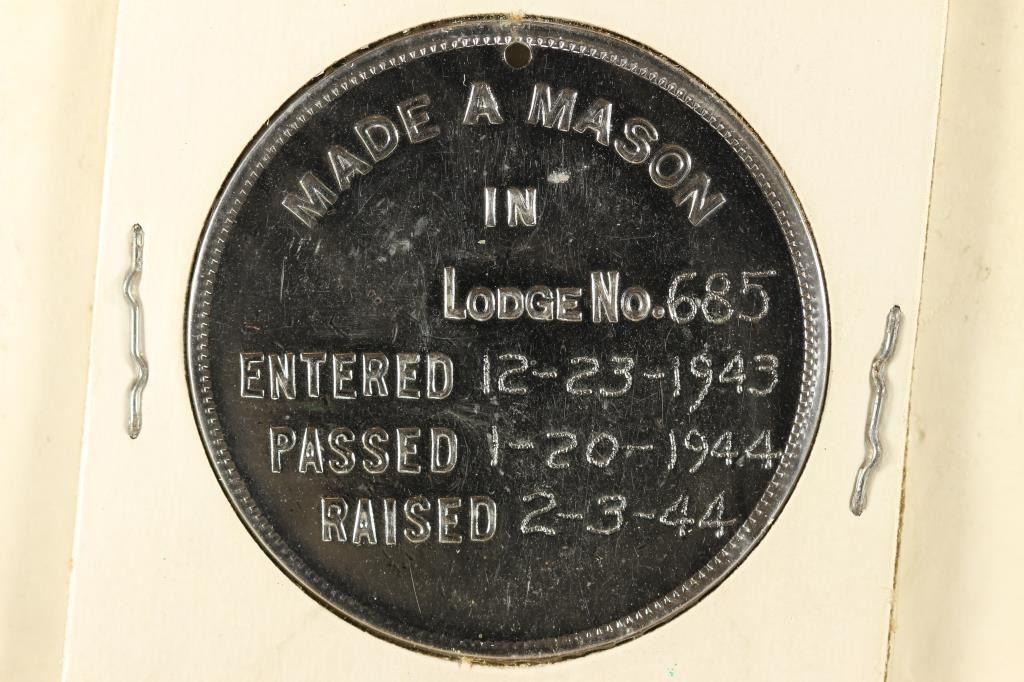 MADE A MASON
IN
LODGE NO. 685
ENTERED 12-23-1943
PASSED 1-20-1944
RAISED 2-3-44